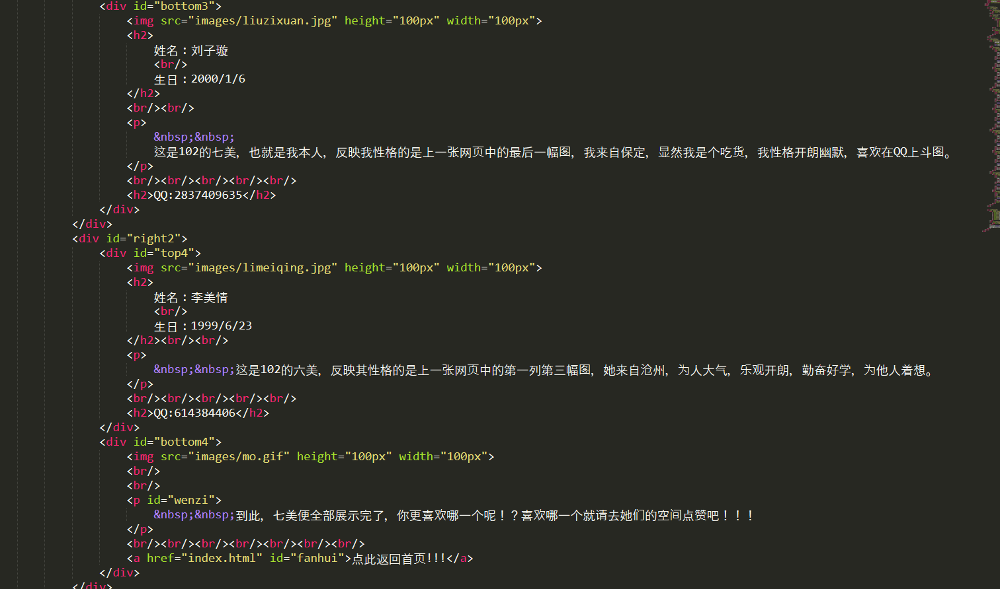 <div id="bottom3">
<img src="images/liuzixuan.jpg" height="100px" width="100px">
<h2>
姓名：刘子璇
<br/>
生日：2000/1/6
</h2>
<br/><br/>
<p>
&nbsp;&nbsp;
这是102的七美，也就是我本人，反映我性格的是上一张网页中的最后一幅图，我来自保定，显然我是个吃货，我性格开朗幽默，喜欢在QQ上斗图。
</p>
<br/><br/><br/><br/><br/>
<h2>QQ:2837409635</h2>
</div>
</div>
<div id="right2">
<div id="top4">
<img src="images/limeiqing.jpg" height="100px" width="100px">
<h2>
姓名：李美情
<br/>
生日：1999/6/23
</h2><br/><br/>
<p>
&nbsp;&nbsp;这是102的六美，反映其性格的是上一张网页中的第一列第三幅图，她来自沧州，为人大气，乐观开朗，勤奋好学，为他人着想。
</p>
<br/><br/><br/><br/><br/>
<h2>QQ:614384406</h2>
</div>
<div id="bottom4">
<img src="images/mo.gif" height="100px" width="100px">
<br/>
<br/>
<p id="wenzi">
&nbsp;&nbsp;到此，七美便全部展示完了，你更喜欢哪一个呢！？喜欢哪一个就请去她们的空间点赞吧！！！
</p>
<br/><br/><br/><br/><br/><br/><br/>
<a href="index.html" id="fanhui">点此返回首页!!!</a>
</div>
</div>